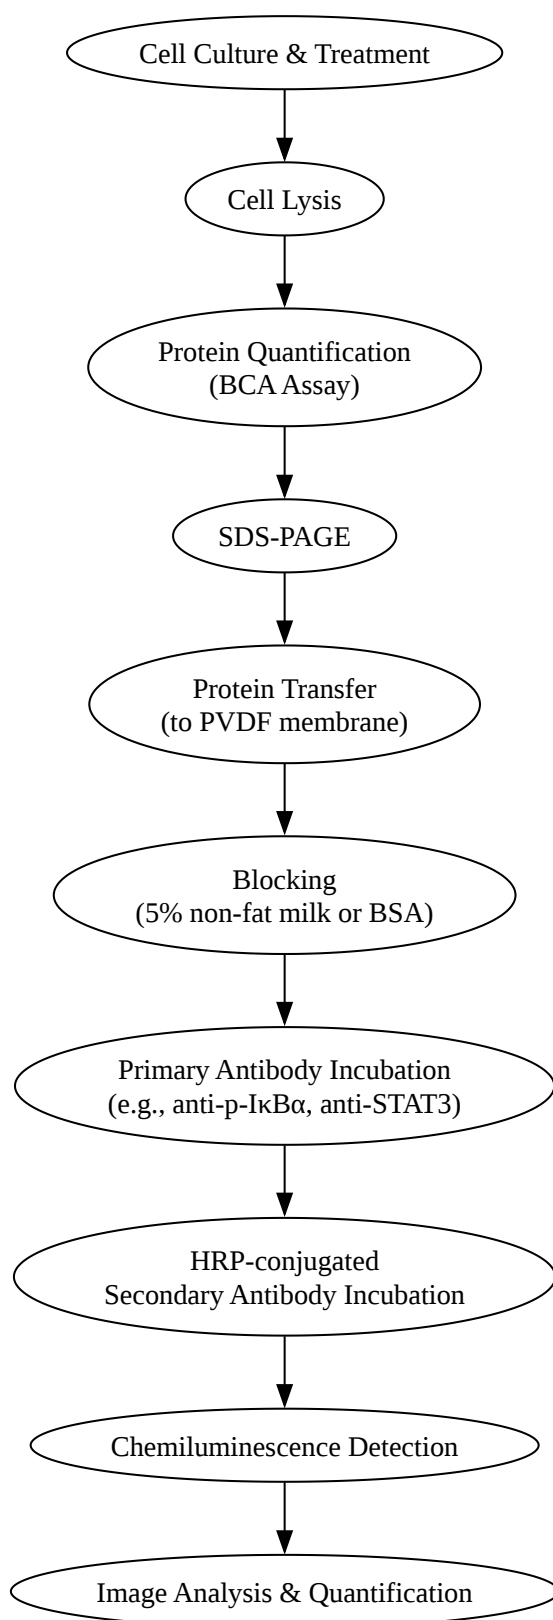 Cell Culture & Treatment
Cell Lysis
Protein Quantification
(BCA Assay)
SDS-PAGE
Protein Transfer
(to PVDF membrane)
Blocking
(5% non-fat milk or BSA)
Primary Antibody Incubation
(e.g., anti-p-IκBα, anti-STAT3)
HRP-conjugated
Secondary Antibody Incubation
Chemiluminescence Detection
Image Analysis & Quantification